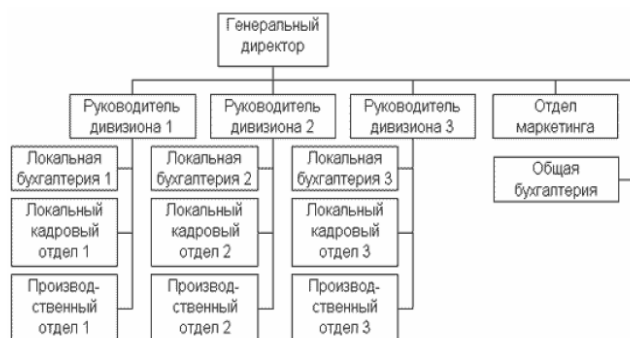 Генеральный
директор
Руководитель
дивизиона 1
Руководитель
дивизиона 2
Руководитель
дивизиона 3
Отдел
маркетинга
Локальная
бухгалтерия 1
Локальная
бухгалтерия 2
Локальная
бухгалтерия 3
Общая
бухгалтерия
Локальный
кадровый
отдел 1
Локальный
кадровый
отдел 2
Локальный
кадровый
отдел 3
Производ-
ственный
отдел 1
Производ-
ственный
отдел 2
Производ-
ственный
отдел 3